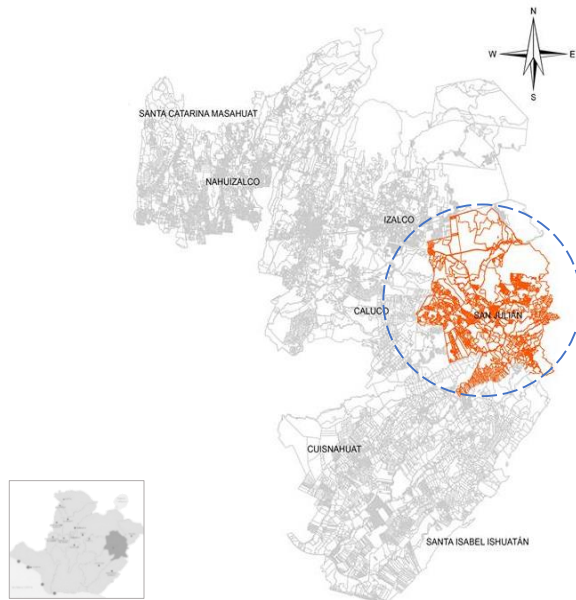 N
W E
S
SANTA CATARINA MASAHUAT
NAHUIZALCO
IZALCO
CALUCO
SAN JULIÁN
CUISNAHUAT
SANTA ISABEL ISHUATÁN